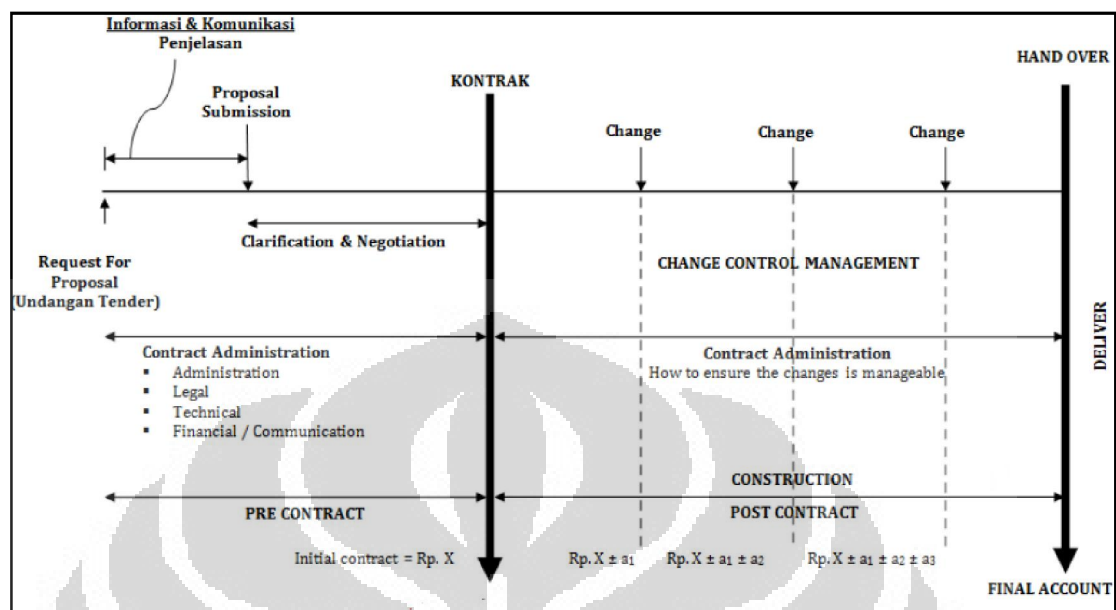 Informasi & Komunikasi
Penjelasan
Proposal
Submission
KONTRAK
HAND OVER
Change
Change
Change
Clarification & Negotiation
Request For
Proposal
(Undangan Tender)
CHANGE CONTROL MANAGEMENT
DELIVER
Contract Administration
▪ Administration
▪ Legal
▪ Technical
▪ Financial / Communication
Contract Administration
How to ensure the changes is manageable
CONSTRUCTION
PRE CONTRACT
POST CONTRACT
Initial contract = Rp. X
Rp. X ± a1
Rp. X ± a1 ± a2
Rp. X ± a1 ± a2 ± a3
FINAL ACCOUNT